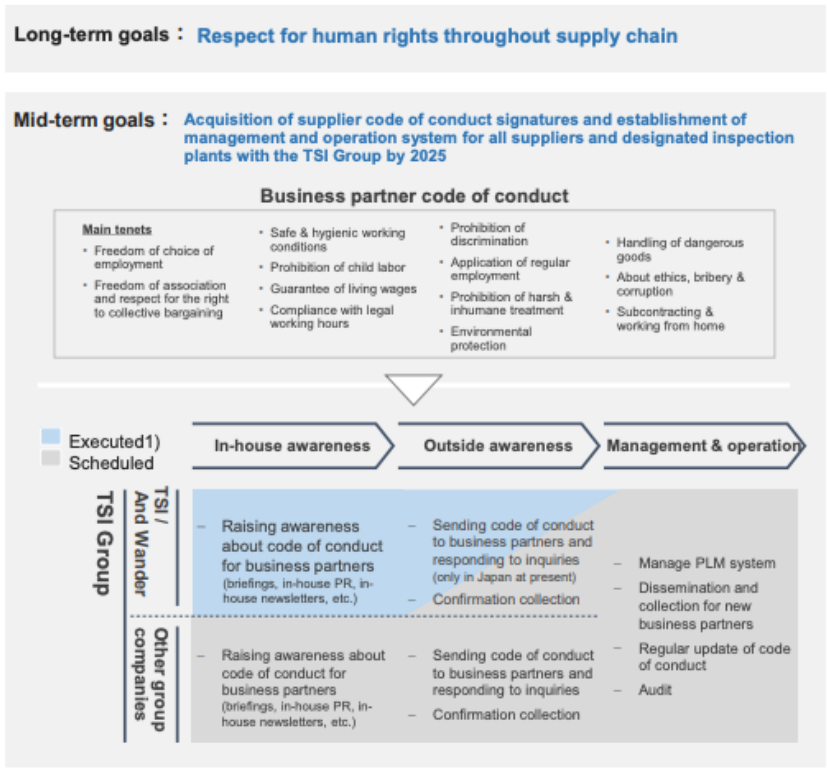 Long-term goals : Respect for human rights throughout supply chain
Mid-term goals : Acquisition of supplier code of conduct signatures and establishment of
management and operation system for all suppliers and designated inspection
plants with the TSI Group by 2025
Business partner code of conduct
Main tenets
• Freedom of choice of
employment
• Freedom of association
and respect for the right
to collective bargaining
• Safe & hygienic working
conditions
• Prohibition of child labor
• Guarantee of living wages
• Compliance with legal
working hours
• Prohibition of
discrimination
• Application of regular
employment
• Prohibition of harsh &
inhumane treatment
• Environmental
protection
• Handling of dangerous
goods
• About ethics, bribery &
corruption
• Subcontracting &
working from home
Executed1)
Scheduled
In-house awareness
Outside awareness
Management & operation
TSI Group
TSI /
And Wander
– Raising awareness
about code of conduct
for business partners
(briefings, in-house PR, in-
house newsletters, etc.)
– Sending code of conduct
to business partners and
responding to inquiries
(only in Japan at present)
– Confirmation collection
Other group
companies
– Raising awareness about
code of conduct for
business partners
(briefings, in-house PR, in-
house newsletters, etc.)
– Sending code of conduct
to business partners and
responding to inquiries
– Confirmation collection
– Manage PLM system
– Dissemination and
collection for new
business partners
– Regular update of code
of conduct
– Audit